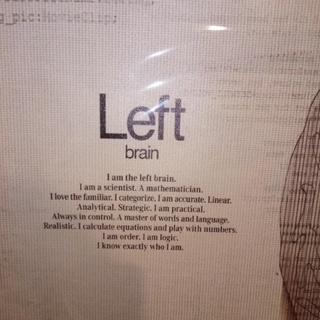 g_pic:MovieClip;
Left
brain
I am the left brain.
I am a scientist. A mathematician.
I love the familiar. I categorize. I am accurate. Linear.
Analytical. Strategic. I am practical.
Always in control. A master of words and language.
Realistic. I calculate equations and play with numbers.
I am order. I am logic.
I know exactly who I am.